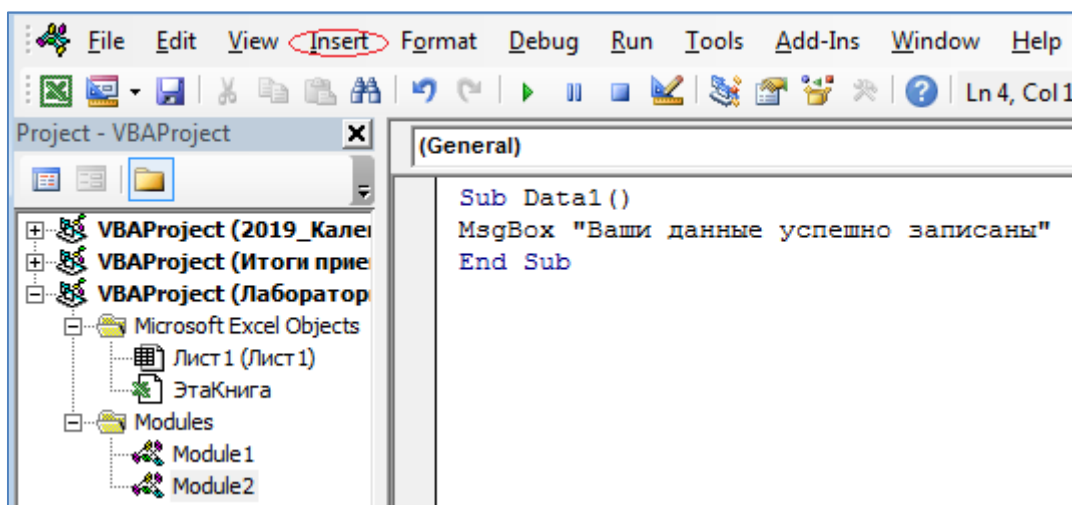 File Edit View Insert Format Debug Run Tools Add-Ins Window Help
Ln 4, Col 1
Project - VBAProject
(General)
Sub Data1()
MsgBox "Ваши данные успешно записаны"
End Sub
VBAProject (2019_Кале
VBAProject (Итоги прие
VBAProject (Лаборатор
Microsoft Excel Objects
Лист1 (Лист1)
ЭтаКнига
Modules
Module1
Module2